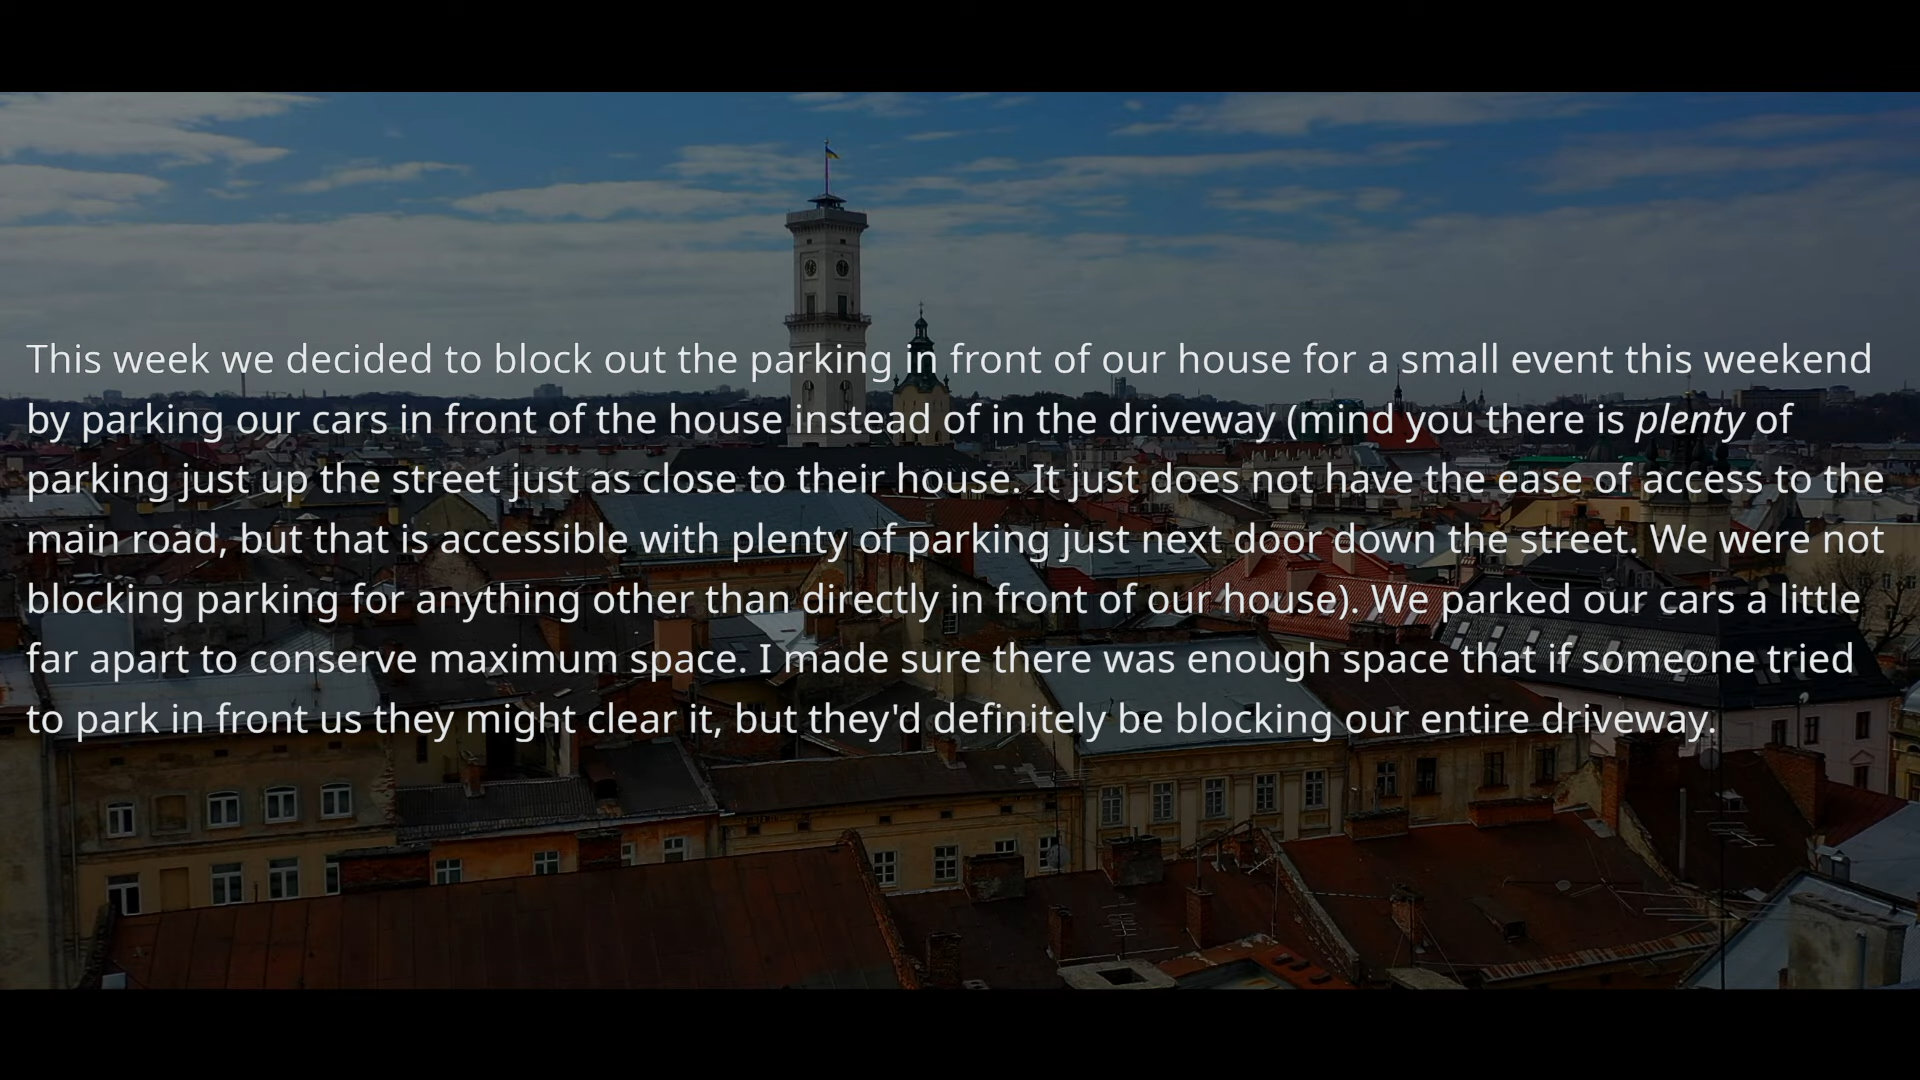 This week we decided to block out the parking in front of our house for a small event this weekend
by parking our cars in front of the house instead of in the driveway (mind you there is plenty of
parking just up the street just as close to their house. It just does not have the ease of access to the
main road, but that is accessible with plenty of parking just next door down the street. We were not
blocking parking for anything other than directly in front of our house). We parked our cars a little
far apart to conserve maximum space. I made sure there was enough space that if someone tried
to park in front us they might clear it, but they'd definitely be blocking our entire driveway.